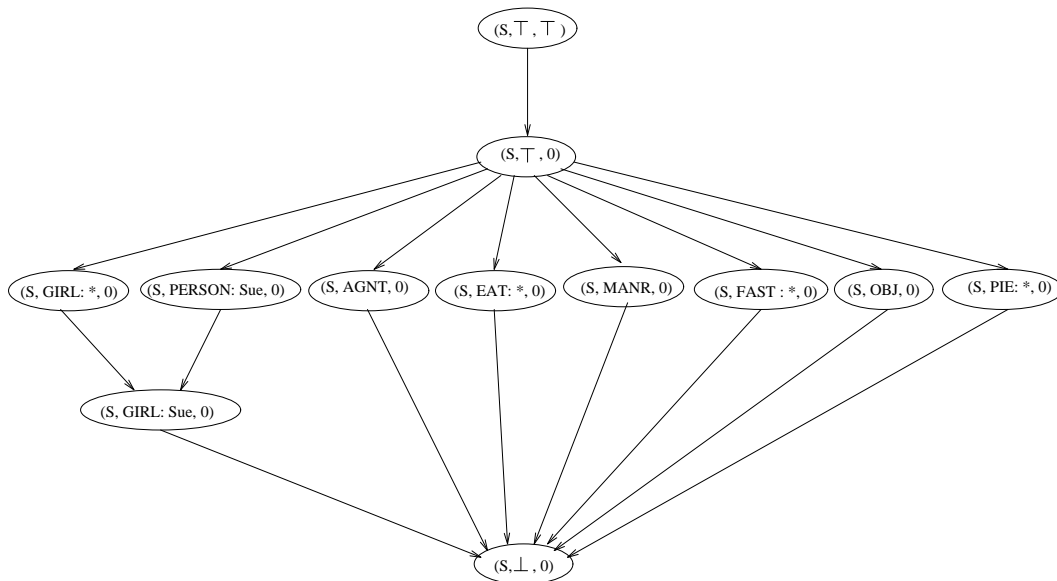 (S,⊤,⊤)
(S,⊤, 0)
(S, GIRL: *, 0)
(S, PERSON: Sue, 0)
(S, AGNT, 0)
(S, EAT: *, 0)
(S, MANR, 0)
(S, FAST : *, 0)
(S, OBJ, 0)
(S, PIE: *, 0)
(S, GIRL: Sue, 0)
(S,⊥, 0)